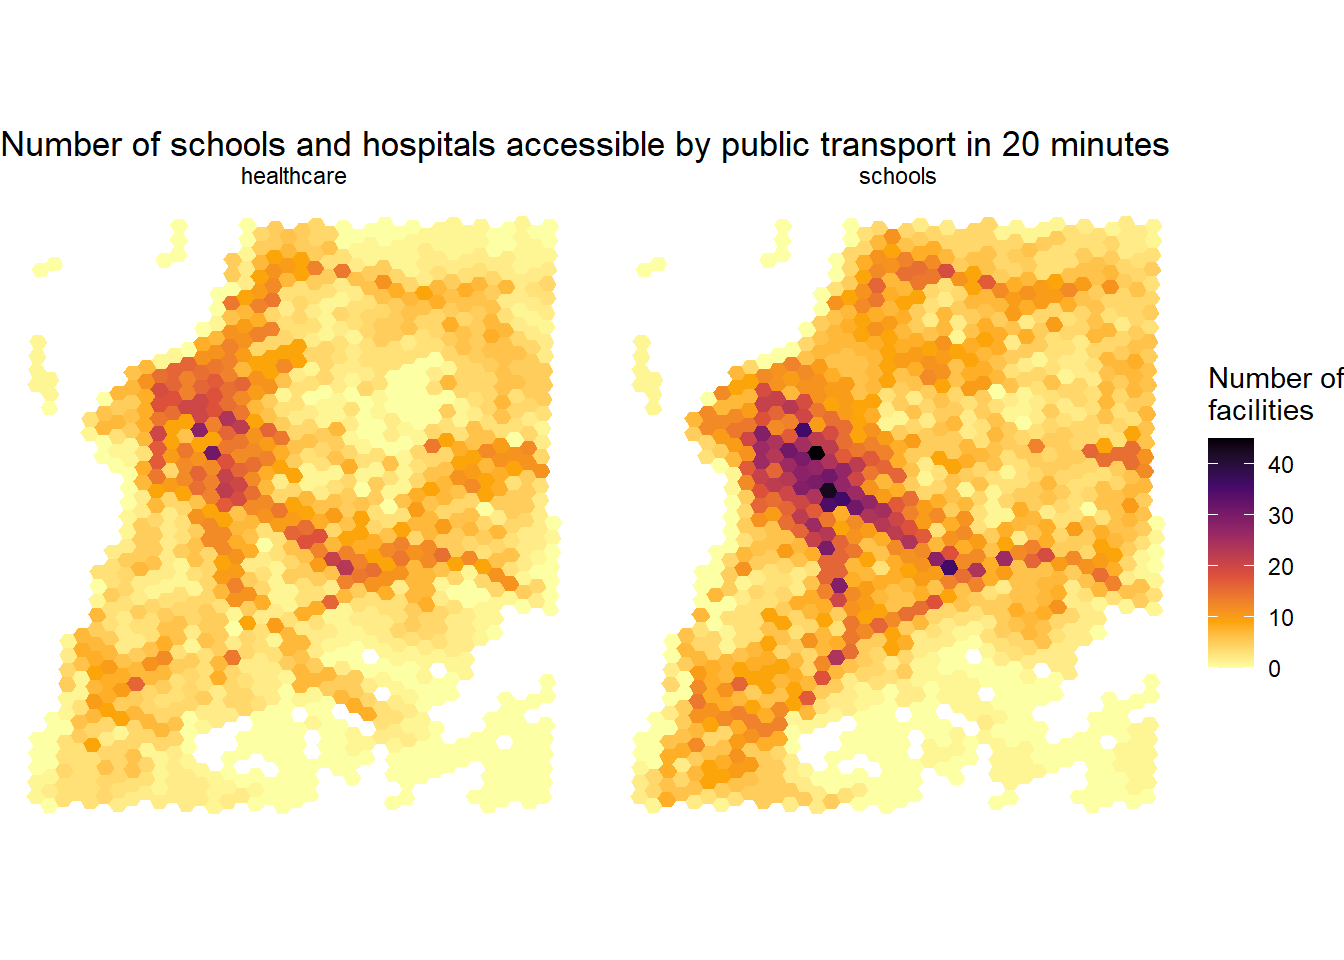 Number of schools and hospitals accessible by public transport in 20 minutes
healthcare
schools
Number of
facilities
40
30
20
10
0